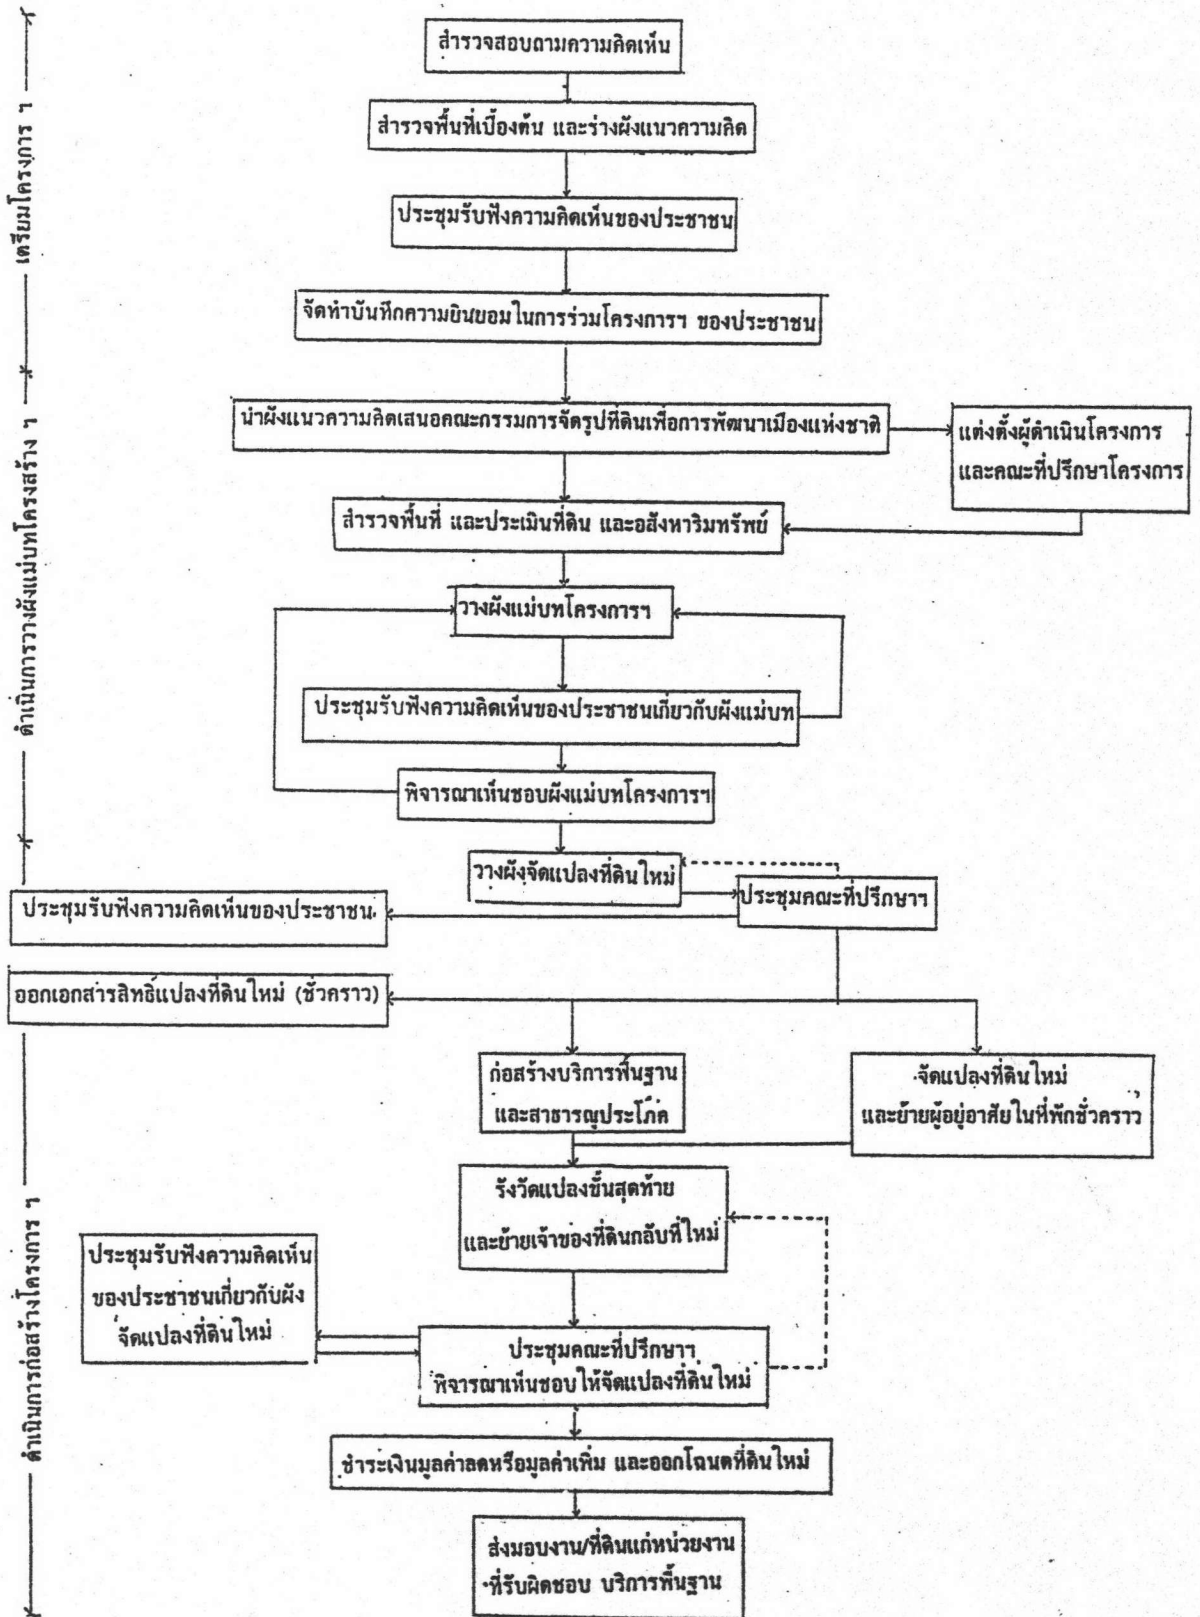 เตรียมโครงการ ฯ
สำรวจสอบถามความคิดเห็น
สำรวจพื้นที่เบื้องต้น และร่างผังแนวความคิด
ประชุมรับฟังความคิดเห็นของประชาชน
จัดทำบันทึกความยินยอมในการร่วมโครงการฯ ของประชาชน
ดำเนินการวางผังแม่บทโครงสร้าง ฯ
นำผังแนวความคิดเสนอคณะกรรมการจัดรูปที่ดินเพื่อการพัฒนาเมืองแห่งชาติ
แต่งตั้งผู้ดำเนินโครงการ
และคณะที่ปรึกษาโครงการ
สำรวจพื้นที่ และประเมินที่ดิน และอสังหาริมทรัพย์
วางผังแม่บทโครงการฯ
ประชุมรับฟังความคิดเห็นของประชาชนเกี่ยวกับผังแม่บท
พิจารณาเห็นชอบผังแม่บทโครงการฯ
ดำเนินการก่อสร้างโครงการ ฯ
วางผังจัดแปลงที่ดินใหม่
ประชุมคณะที่ปรึกษาฯ
ประชุมรับฟังความคิดเห็นของประชาชน
ออกเอกสารสิทธิ์แปลงที่ดินใหม่ (ชั่วคราว)
ก่อสร้างบริการพื้นฐาน
และสาธารณูประโภค
จัดแปลงที่ดินใหม่
และย้ายผู้อยู่อาศัยในที่พักชั่วคราว
รังวัดแปลงขั้นสุดท้าย
และย้ายเจ้าของที่ดินกลับที่ใหม่
ประชุมรับฟังความคิดเห็น
ของประชาชนเกี่ยวกับผัง
จัดแปลงที่ดินใหม่
ประชุมคณะที่ปรึกษาฯ
พิจารณาเห็นชอบให้จัดแปลงที่ดินใหม่
ชำระเงินมูลค่าลดหรือมูลค่าเพิ่ม และออกโฉนดที่ดินใหม่
ส่งมอบงาน/ที่ดินแก่หน่วยงาน
ที่รับผิดชอบ บริการพื้นฐาน